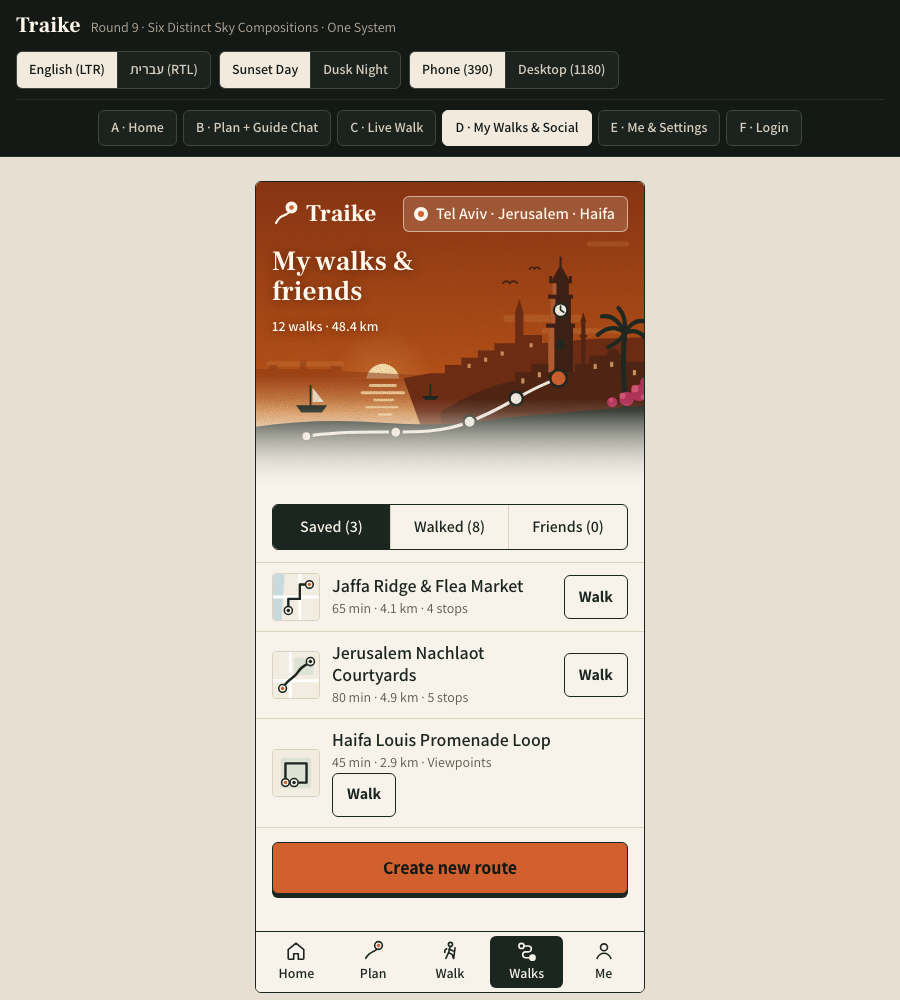 Traike Round 9 · Six Distinct Sky Compositions · One System
English (LTR) עברית (RTL) Sunset Day Dusk Night Phone (390) Desktop (1180)
A · Home B · Plan + Guide Chat C · Live Walk D · My Walks & Social E · Me & Settings F · Login
Traike Tel Aviv · Jerusalem · Haifa
My walks &
friends
12 walks · 48.4 km
Saved (3) Walked (8) Friends (0)
Jaffa Ridge & Flea Market
65 min · 4.1 km · 4 stops
Walk
Jerusalem Nachlaot
Courtyards
80 min · 4.9 km · 5 stops
Walk
Haifa Louis Promenade Loop
45 min · 2.9 km · Viewpoints
Walk
Create new route
Home Plan Walk Walks Me